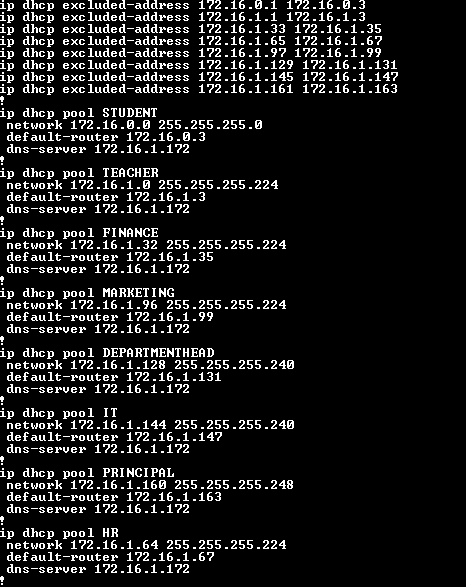 ip dhcp excluded-address 172.16.0.1 172.16.0.3
ip dhcp excluded-address 172.16.1.1 172.16.1.3
ip dhcp excluded-address 172.16.1.33 172.16.1.35
ip dhcp excluded-address 172.16.1.65 172.16.1.67
ip dhcp excluded-address 172.16.1.97 172.16.1.99
ip dhcp excluded-address 172.16.1.129 172.16.1.131
ip dhcp excluded-address 172.16.1.145 172.16.1.147
ip dhcp excluded-address 172.16.1.161 172.16.1.163
!
ip dhcp pool STUDENT
 network 172.16.0.0 255.255.255.0
 default-router 172.16.0.3
 dns-server 172.16.1.172
!
ip dhcp pool TEACHER
 network 172.16.1.0 255.255.255.224
 default-router 172.16.1.3
 dns-server 172.16.1.172
!
ip dhcp pool FINANCE
 network 172.16.1.32 255.255.255.224
 default-router 172.16.1.35
 dns-server 172.16.1.172
!
ip dhcp pool MARKETING
 network 172.16.1.96 255.255.255.224
 default-router 172.16.1.99
 dns-server 172.16.1.172
!
ip dhcp pool DEPARTMENTHEAD
 network 172.16.1.128 255.255.255.240
 default-router 172.16.1.131
 dns-server 172.16.1.172
!
ip dhcp pool IT
 network 172.16.1.144 255.255.255.240
 default-router 172.16.1.147
 dns-server 172.16.1.172
!
ip dhcp pool PRINCIPAL
 network 172.16.1.160 255.255.255.248
 default-router 172.16.1.163
 dns-server 172.16.1.172
!
ip dhcp pool HR
 network 172.16.1.64 255.255.255.224
 default-router 172.16.1.67
 dns-server 172.16.1.172
!